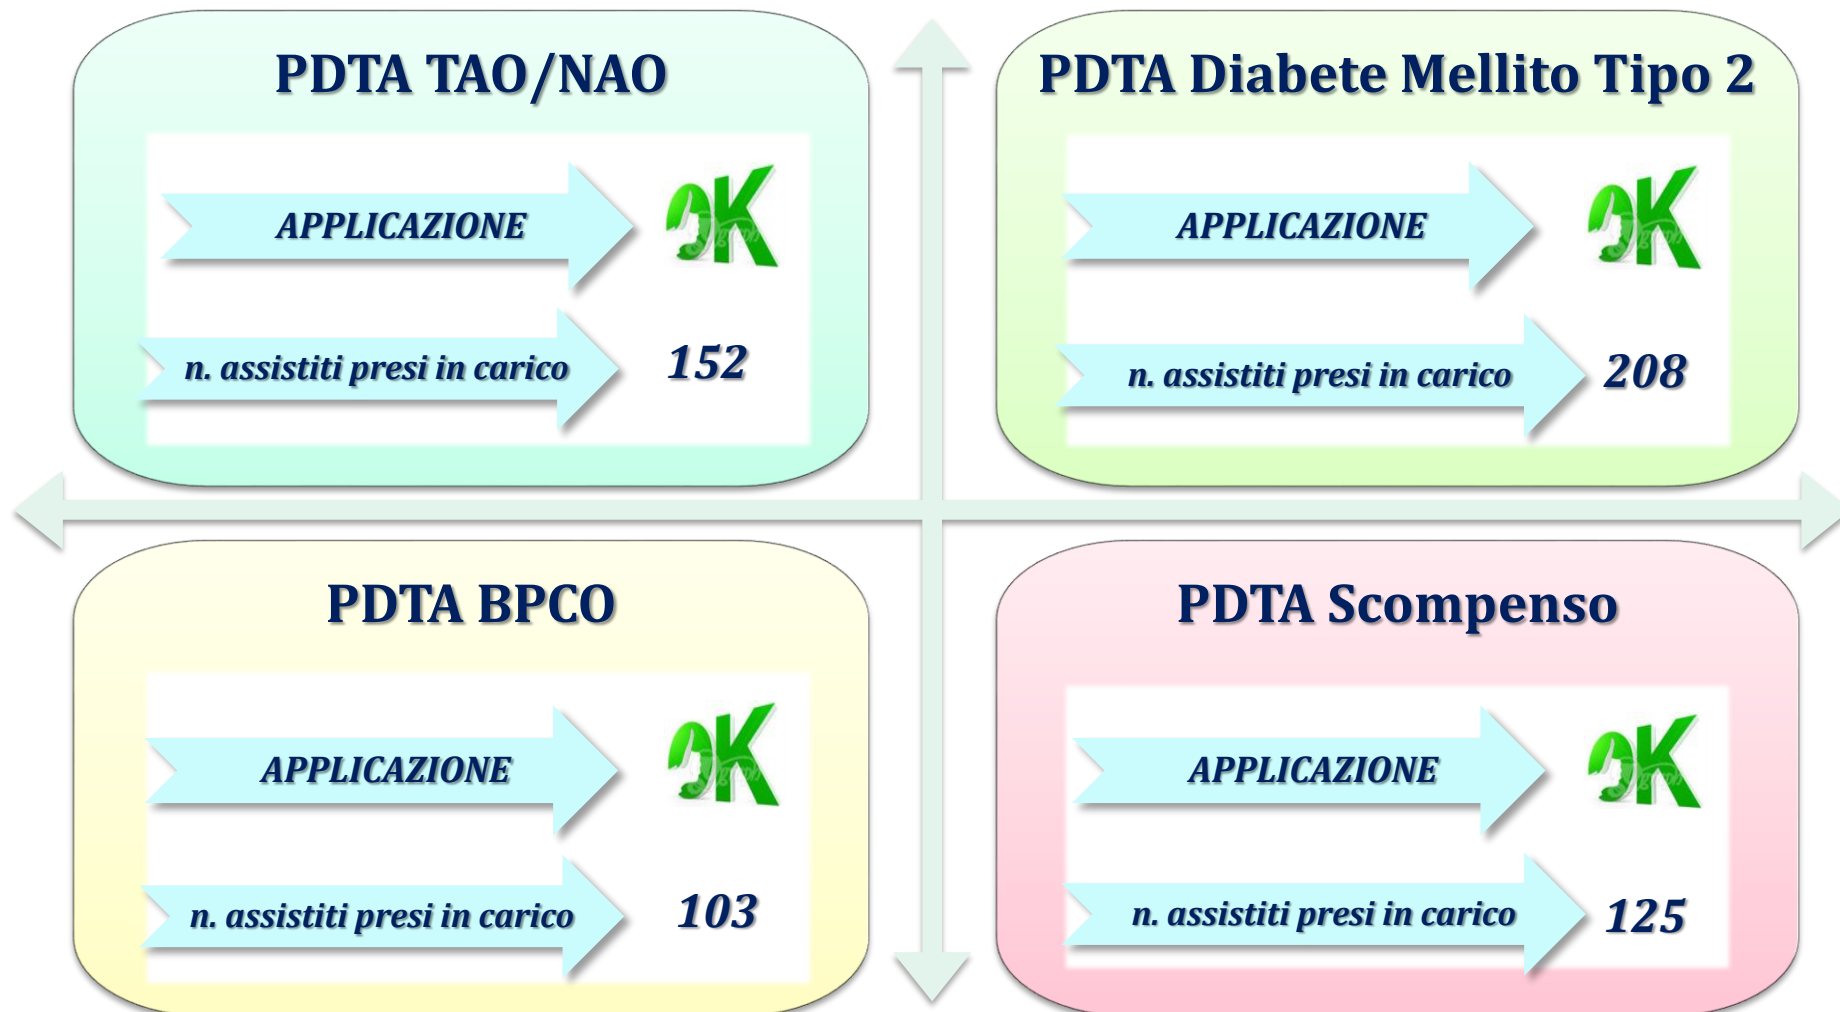 PDTA TAO/NAO
APPLICAZIONE
OK
n. assistiti presi in carico
152
PDTA Diabete Mellito Tipo 2
APPLICAZIONE
OK
n. assistiti presi in carico
208
PDTA BPCO
APPLICAZIONE
OK
n. assistiti presi in carico
103
PDTA Scompenso
APPLICAZIONE
OK
n. assistiti presi in carico
125